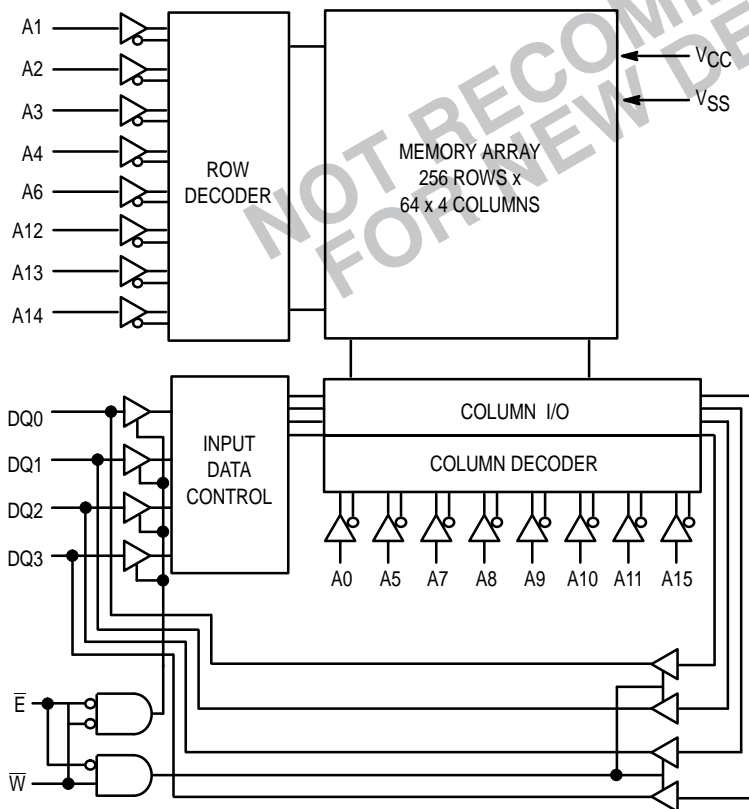 A1
A2
A3
A4
A6
A12
A13
A14
ROW
DECODER
MEMORY ARRAY
256 ROWS x
64 x 4 COLUMNS
VCC
VSS
NOT RECOM
FOR NEW DE
DQ0
DQ1
DQ2
DQ3
INPUT
DATA
CONTROL
COLUMN I/O
COLUMN DECODER
A0 A5 A7 A8 A9 A10 A11 A15
E̅
W̅